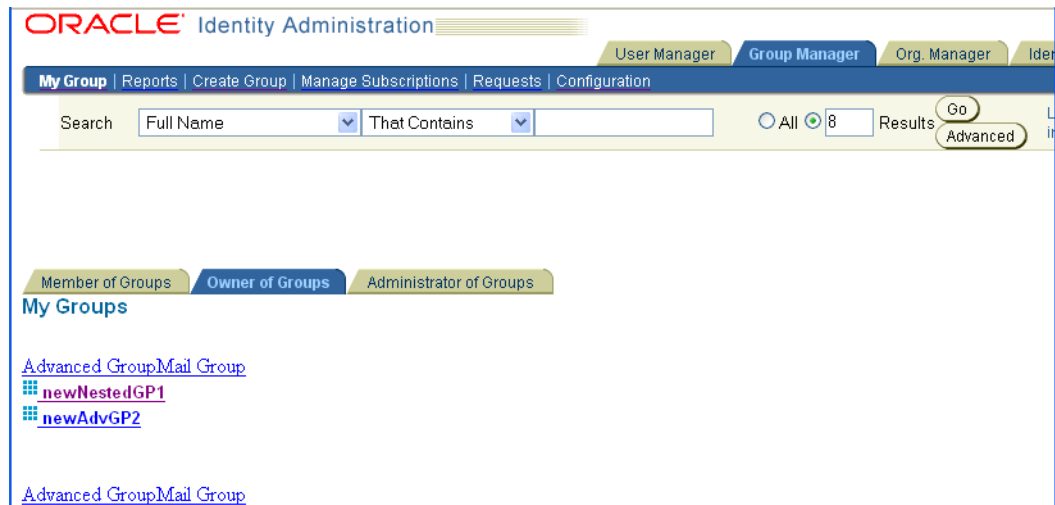 ORACLE Identity Administration
User Manager Group Manager Org. Manager
My Group | Reports | Create Group | Manage Subscriptions | Requests | Configuration
Search Full Name That Contains All 8 Results Go
Advanced
Member of Groups Owner of Groups Administrator of Groups
My Groups
Advanced GroupMail Group
newNestedGP1
newAdvGP2
Advanced GroupMail Group